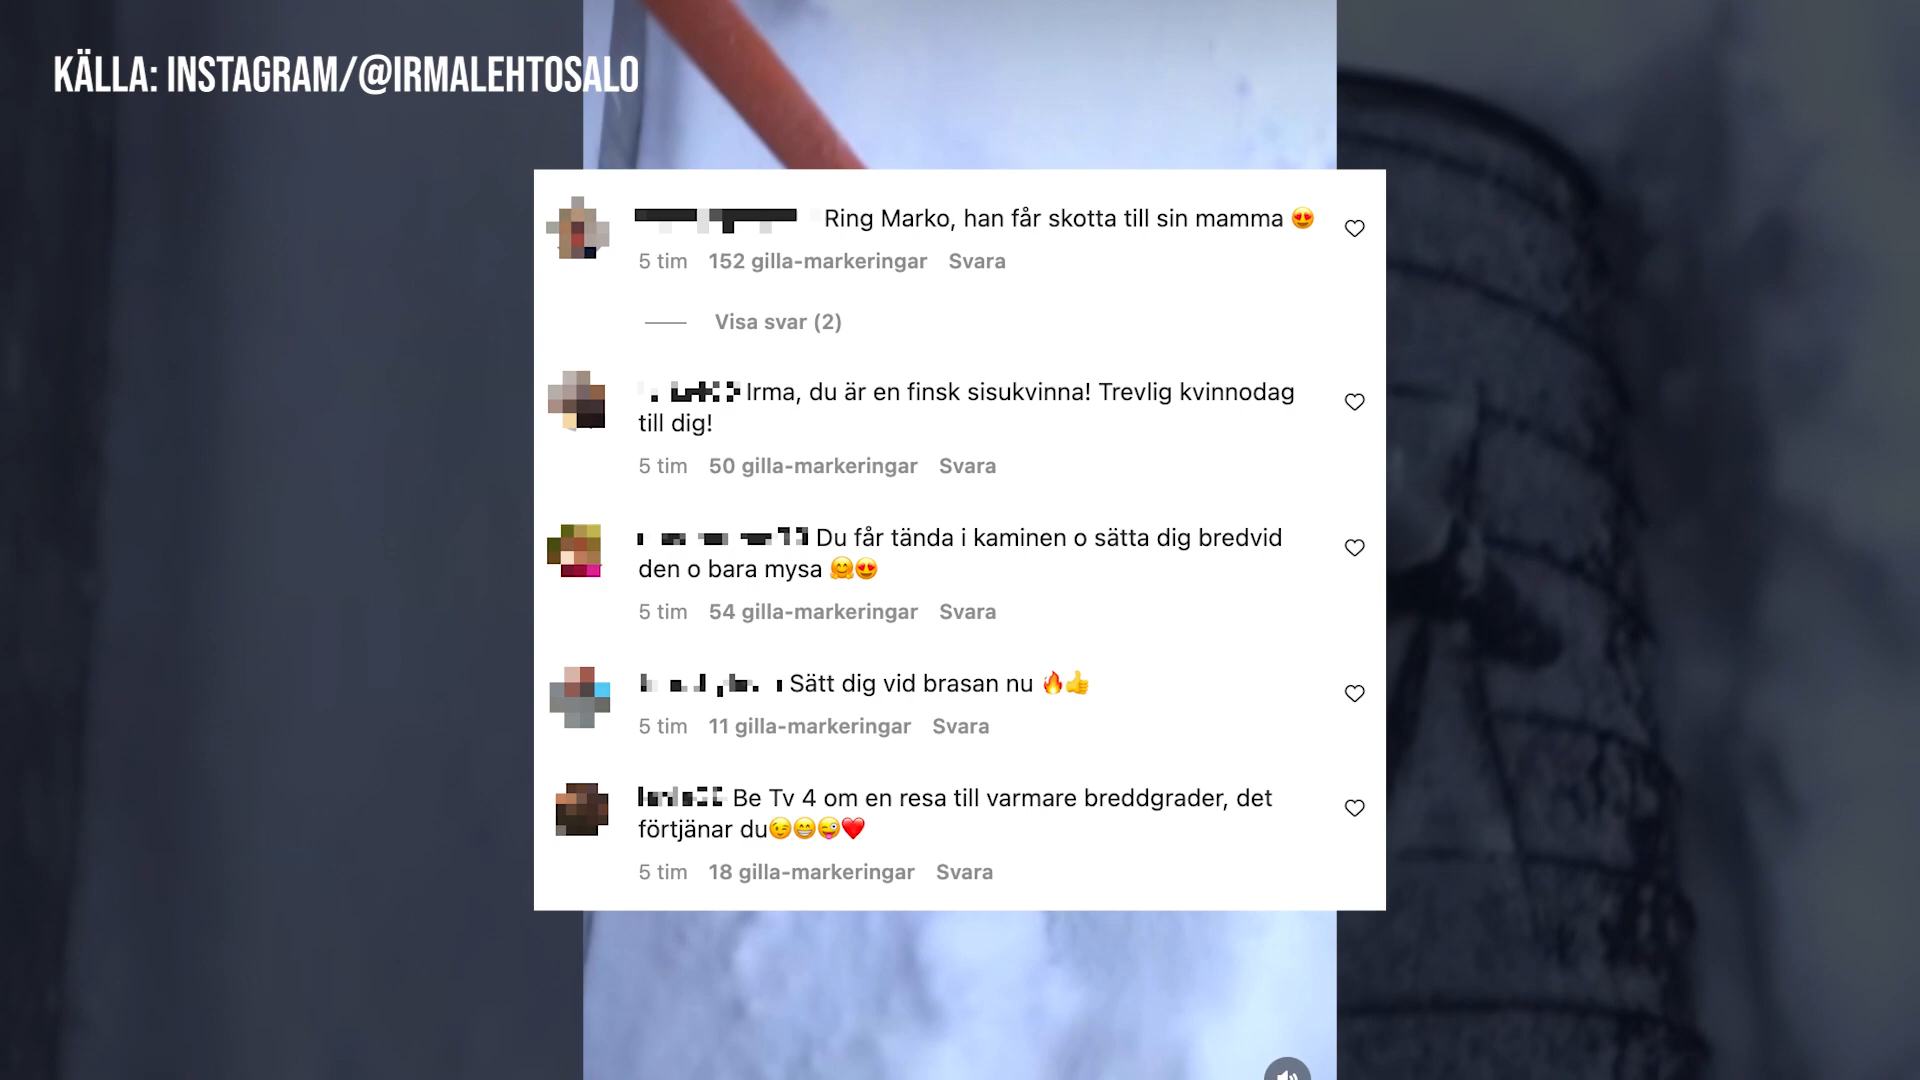 KÄLLA: INSTAGRAM/@IRMALEHTOSALO
Ring Marko, han får skotta till sin mamma 😍
5 tim 152 gilla-markeringar Svara
Visa svar (2)
Irma, du är en finsk sisukvinna! Trevlig kvinnodag
till dig!
5 tim 50 gilla-markeringar Svara
Du får tända i kaminen o sätta dig bredvid
den o bara mysa 🤗😍
5 tim 54 gilla-markeringar Svara
Sätt dig vid brasan nu 🔥👍
5 tim 11 gilla-markeringar Svara
Be Tv 4 om en resa till varmare breddgrader, det
förtjänar du😉😁😜❤️
5 tim 18 gilla-markeringar Svara